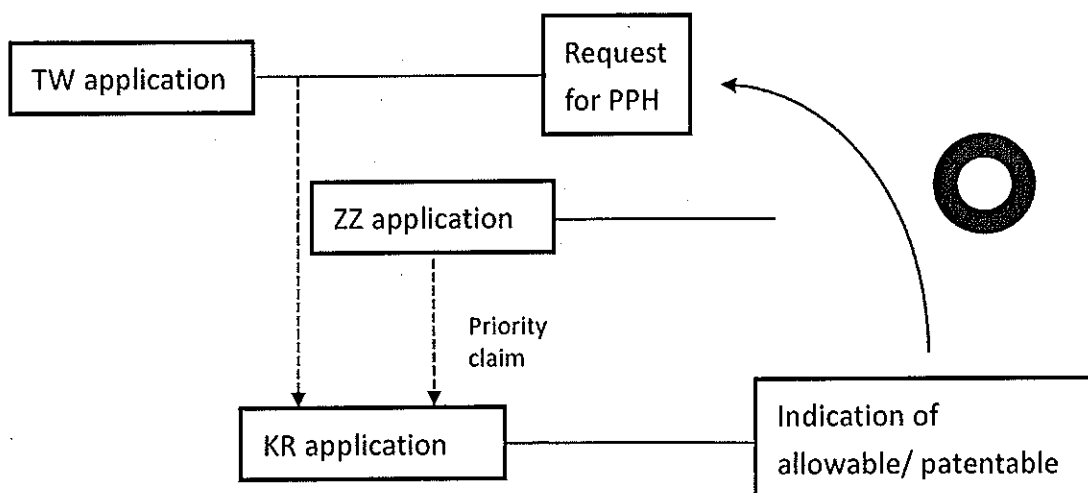 TW application
Request
for PPH
ZZ application
Priority
claim
KR application
Indication of
allowable/ patentable